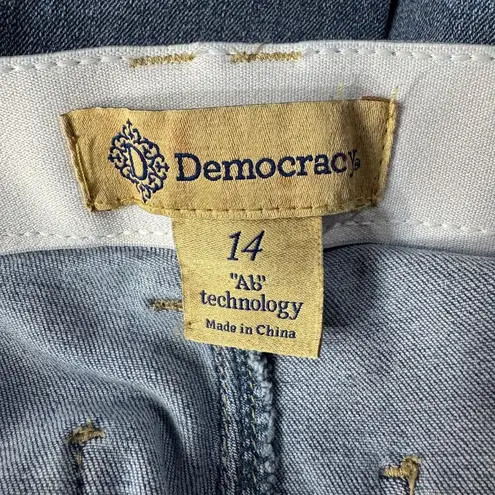 D
Democracy
14
"Ab"
technology
Made in China